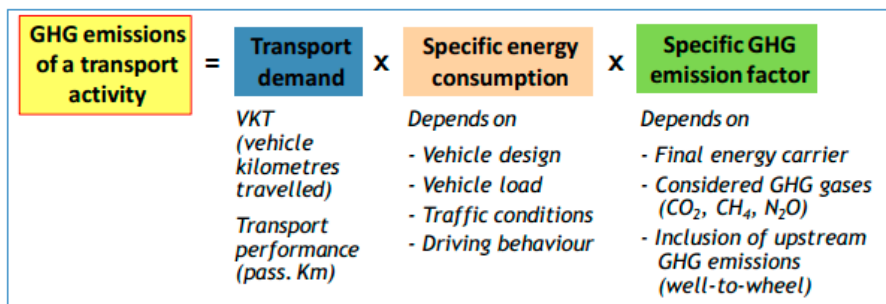 GHG emissions
of a transport
activity
=
Transport
demand
x
Specific energy
consumption
x
Specific GHG
emission factor
VKT
(vehicle
kilometres
travelled)
Transport
performance
(pass. Km)
Depends on
- Vehicle design
- Vehicle load
- Traffic conditions
- Driving behaviour
Depends on
- Final energy carrier
- Considered GHG gases
(CO₂, CH₄, N₂O)
- Inclusion of upstream
GHG emissions
(well-to-wheel)